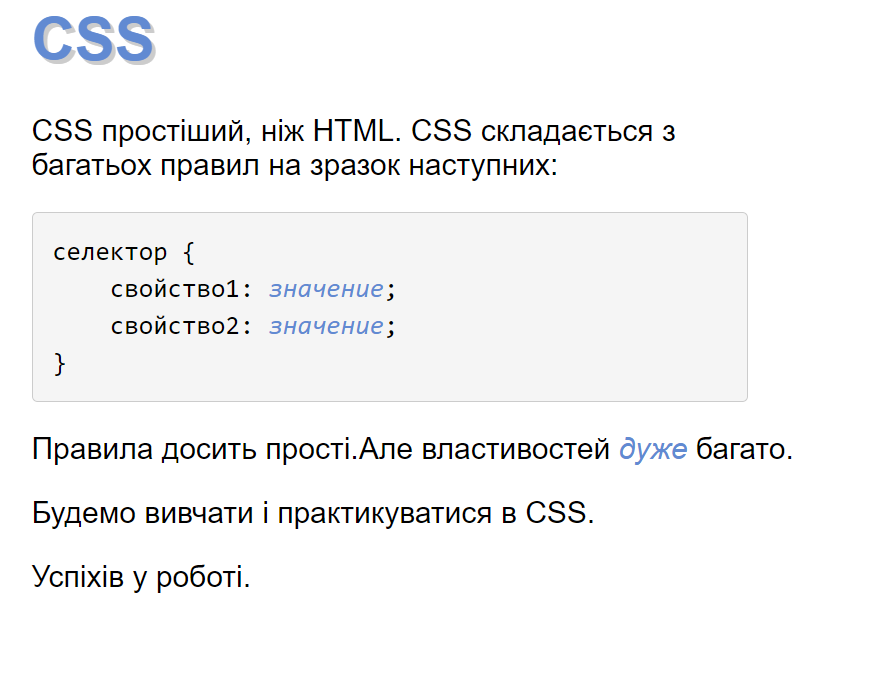 CSS
CSS простіший, ніж HTML. CSS складається з
багатьох правил на зразок наступних:
селектор {
    свойство1: значение;
    свойство2: значение;
}
Правила досить прості.Але властивостей дуже багато.
Будемо вивчати і практикуватися в CSS.
Успіхів у роботі.